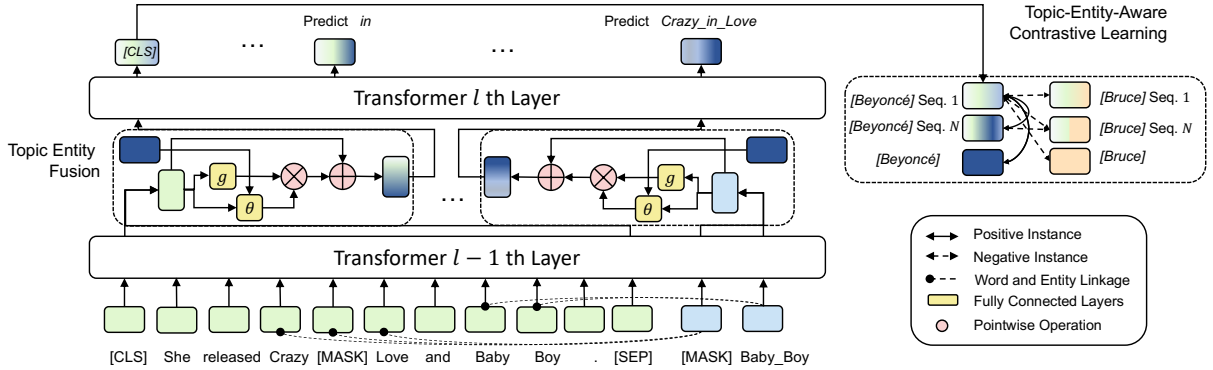 Predict in
Predict Crazy_in_Love
Topic-Entity-Aware
Contrastive Learning
[CLS] ... ...
Transformer l th Layer
[Beyoncé] Seq. 1
[Bruce] Seq. 1
[Beyoncé] Seq. N
[Bruce] Seq. N
[Beyoncé]
[Bruce]
Topic Entity
Fusion
g
θ
...
g
θ
Transformer l − 1 th Layer
Positive Instance
Negative Instance
Word and Entity Linkage
Fully Connected Layers
Pointwise Operation
[CLS] She released Crazy [MASK] Love and Baby Boy . [SEP] [MASK] Baby_Boy